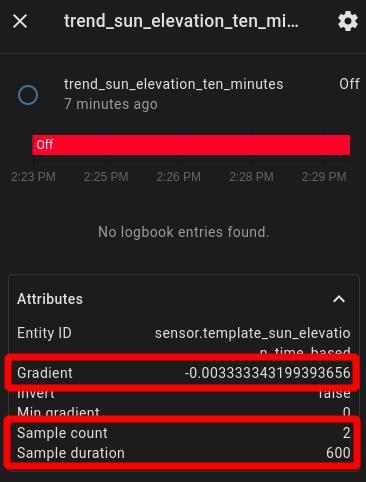 trend_sun_elevation_ten_mi...
trend_sun_elevation_ten_minutes Off
7 minutes ago
Off
2:23 PM 2:25 PM 2:26 PM 2:28 PM 2:29 PM
No logbook entries found.
Attributes
Entity ID sensor.template_sun_elevatio
n_time_based
Gradient -0.003333343199393656
Invert false
Min gradient 0
Sample count 2
Sample duration 600